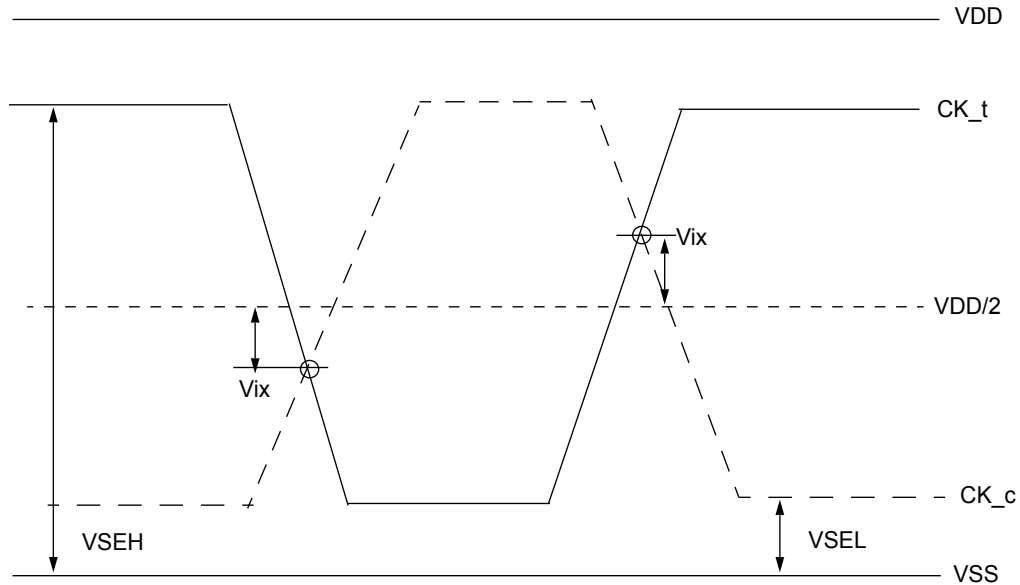 VDD
CK_t
Vix
VDD/2
Vix
CK_c
VSEH
VSEL
VSS